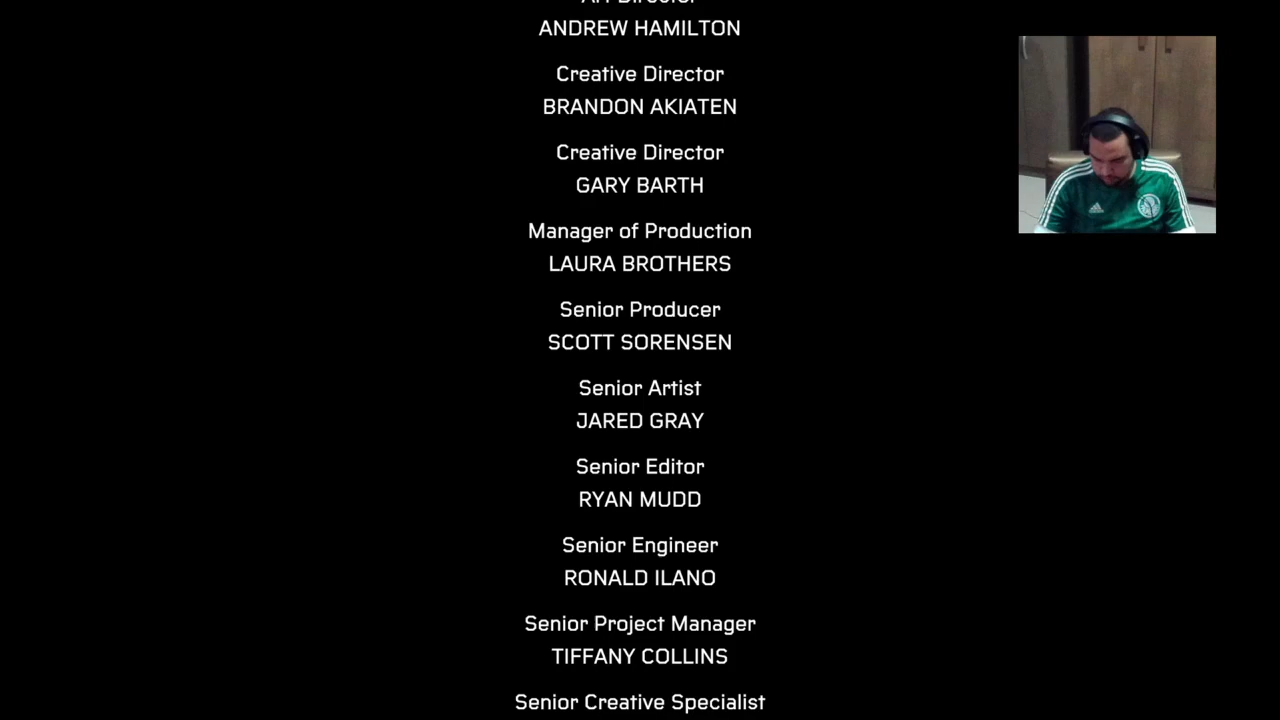 Art Director
ANDREW HAMILTON
Creative Director
BRANDON AKIATEN
Creative Director
GARY BARTH
Manager of Production
LAURA BROTHERS
Senior Producer
SCOTT SORENSEN
Senior Artist
JARED GRAY
Senior Editor
RYAN MUDD
Senior Engineer
RONALD ILANO
Senior Project Manager
TIFFANY COLLINS
Senior Creative Specialist